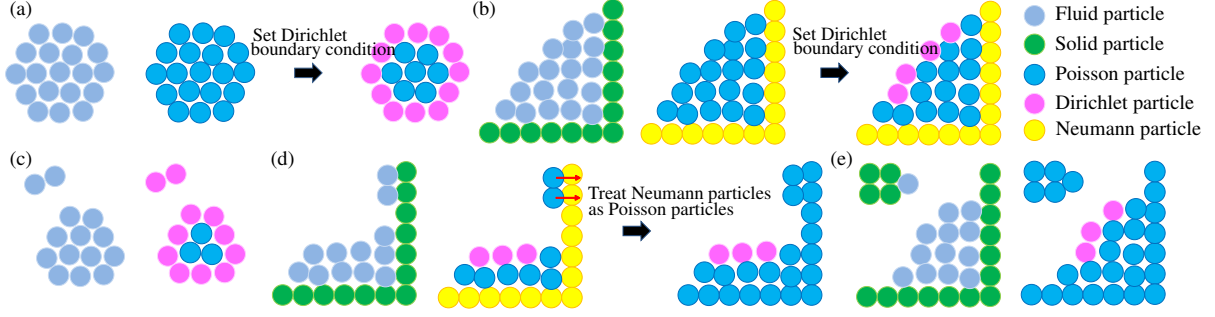 (a)
Set Dirichlet
boundary condition
(b)
Set Dirichlet
boundary condition
Fluid particle
Solid particle
Poisson particle
Dirichlet particle
Neumann particle
(c)
(d)
Treat Neumann particles
as Poisson particles
(e)